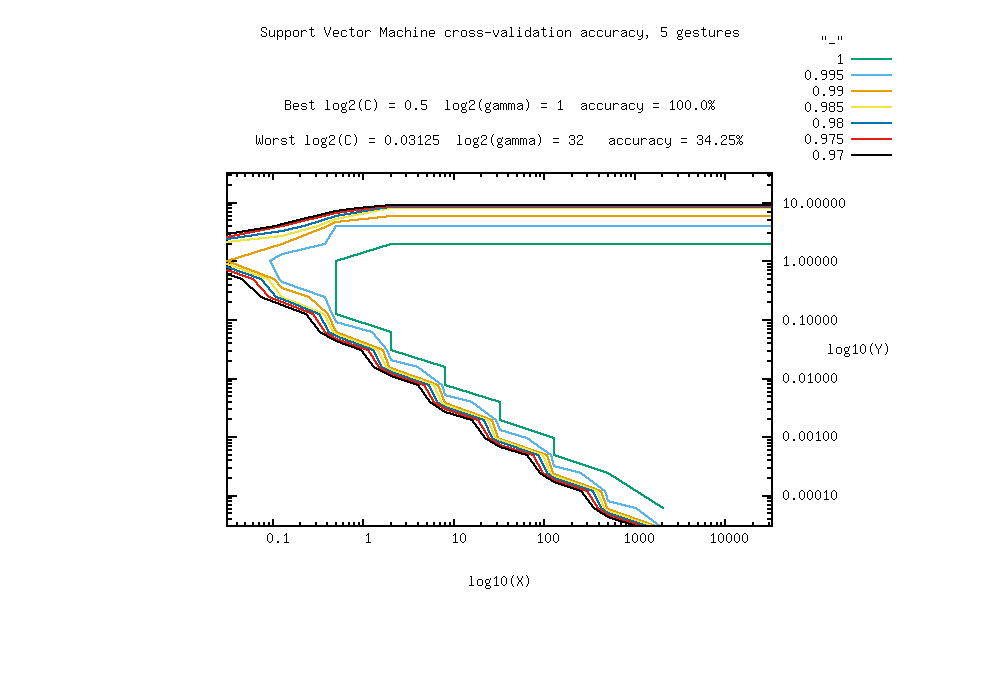 Support Vector Machine cross-validation accuracy, 5 gestures
"_"
1
0.995
0.99
0.985
0.98
0.975
0.97
Best log2(C) = 0.5 log2(gamma) = 1 accuracy = 100.0%
Worst log2(C) = 0.03125 log2(gamma) = 32 accuracy = 34.25%
10.00000
1.00000
0.10000
log10(Y)
0.01000
0.00100
0.00010
0.1 1 10 100 1000 10000
log10(X)